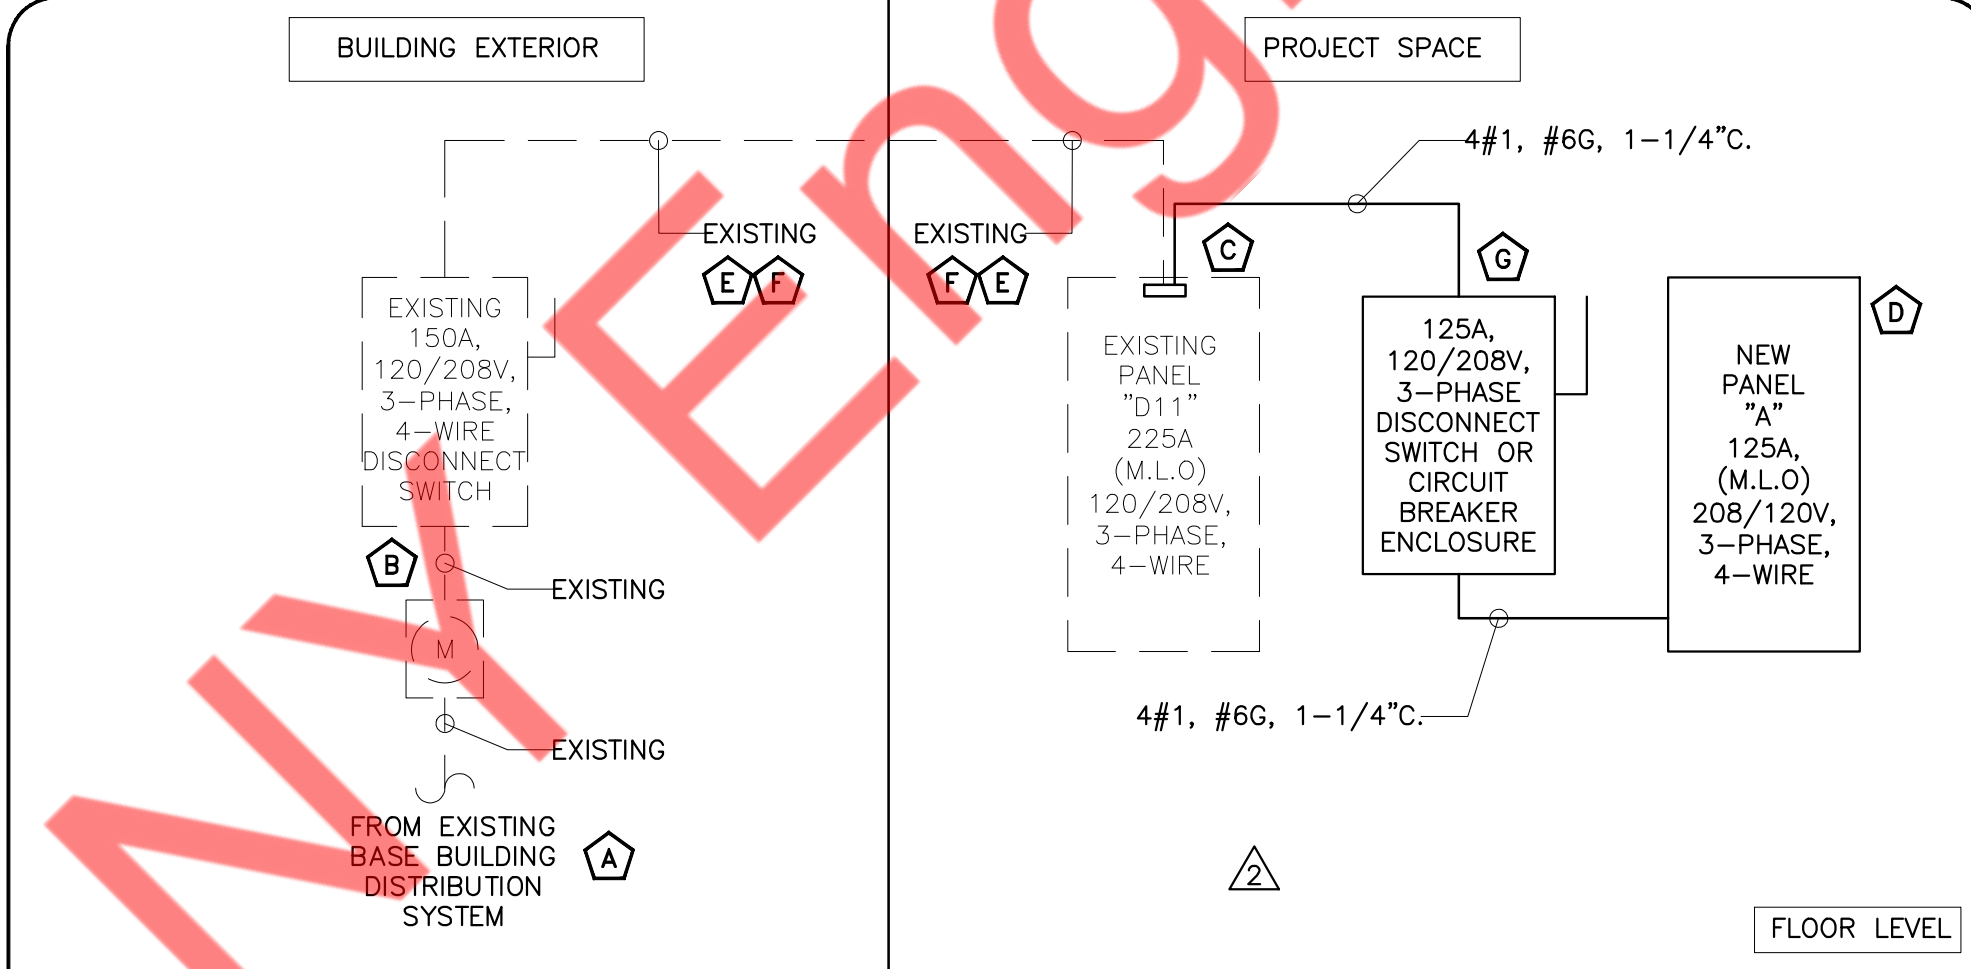 BUILDING EXTERIOR
PROJECT SPACE
4#1, #6G, 1-1/4"C.
EXISTING
E
F
EXISTING
F
E
C
G
D
EXISTING
150A,
120/208V,
3-PHASE,
4-WIRE
DISCONNECT
SWITCH
EXISTING
PANEL
"D11"
225A
(M.L.O)
120/208V,
3-PHASE,
4-WIRE
125A,
120/208V,
3-PHASE
DISCONNECT
SWITCH OR
CIRCUIT
BREAKER
ENCLOSURE
NEW
PANEL
"A"
125A,
(M.L.O)
208/120V,
3-PHASE,
4-WIRE
B
EXISTING
M
EXISTING
4#1, #6G, 1-1/4"C.
FROM EXISTING
BASE BUILDING
DISTRIBUTION
SYSTEM
A
2
FLOOR LEVEL
NY Eng